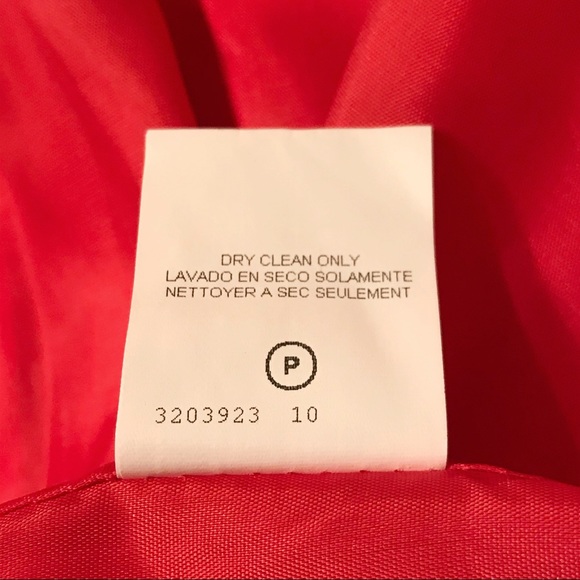 DRY CLEAN ONLY
LAVADO EN SECO SOLAMENTE
NETTOYER A SEC SEULEMENT
P
3203923 10